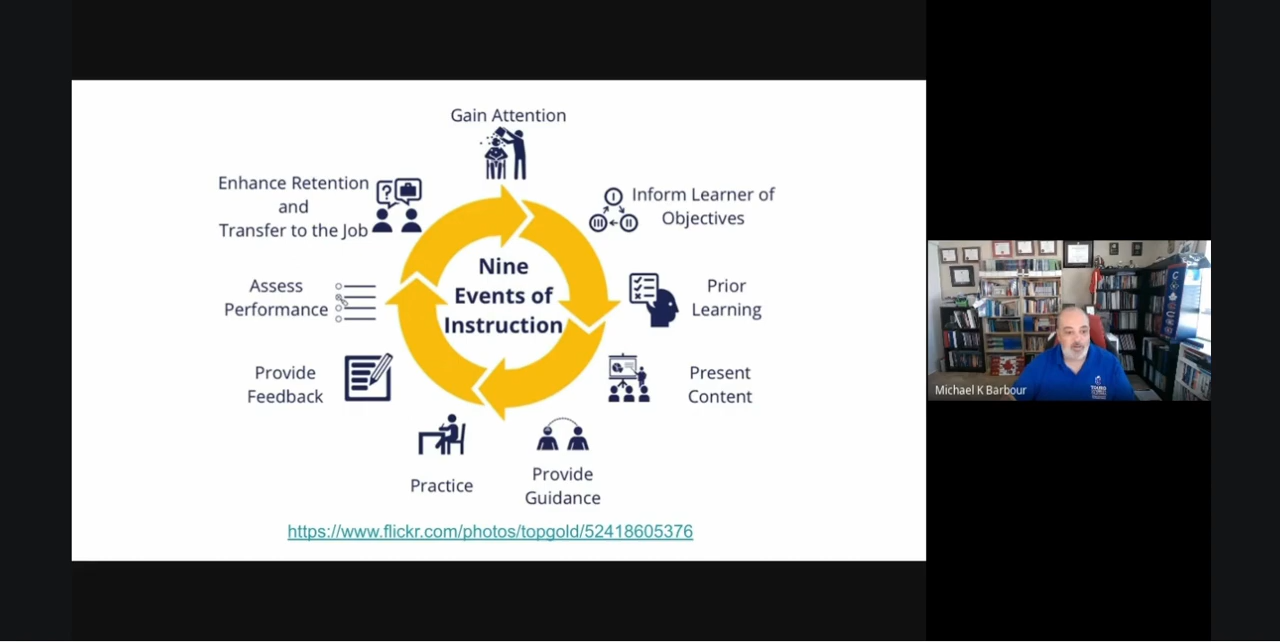 Gain Attention
Inform Learner of
Objectives
Prior
Learning
Present
Content
Provide
Guidance
Practice
Provide
Feedback
Assess
Performance
Enhance Retention
and
Transfer to the Job
Nine
Events of
Instruction
https://www.flickr.com/photos/topgold/52418605376
Michael K Barbour
TOURO